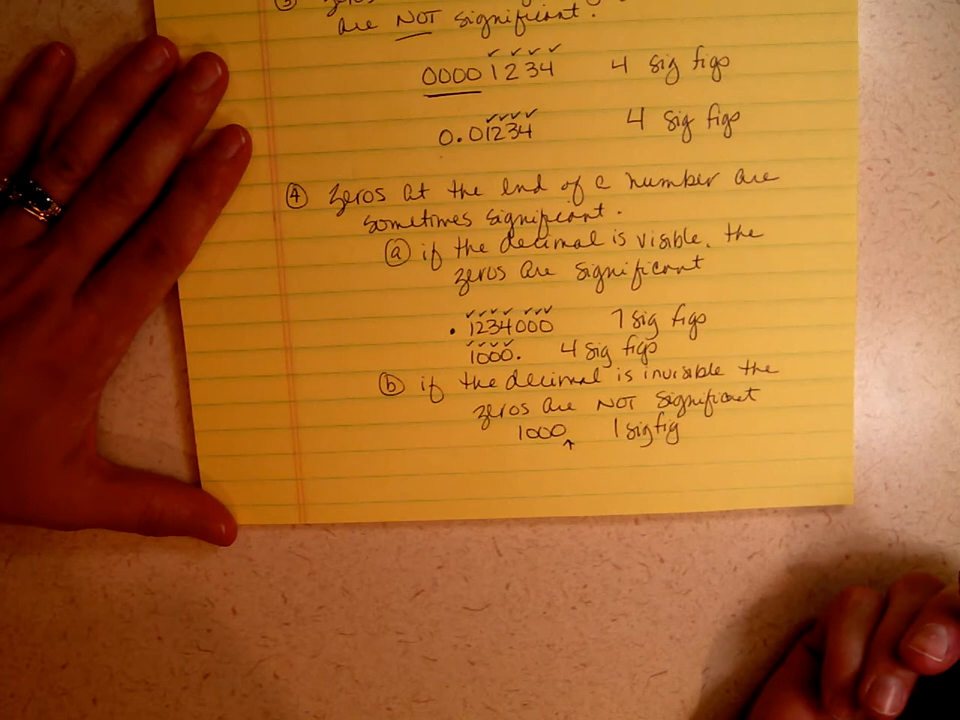 ③
are NOT significant.
00001234 4 sig figs
0.01234 4 sig figs
④ zeros at the end of a number are
sometimes significant.
ⓐ if the decimal is visible, the
zeros are significant
.1234000 7 sig figs
1000. 4 sig figs
ⓑ if the decimal is invisible the
zeros are NOT significant
1000 1 sig fig